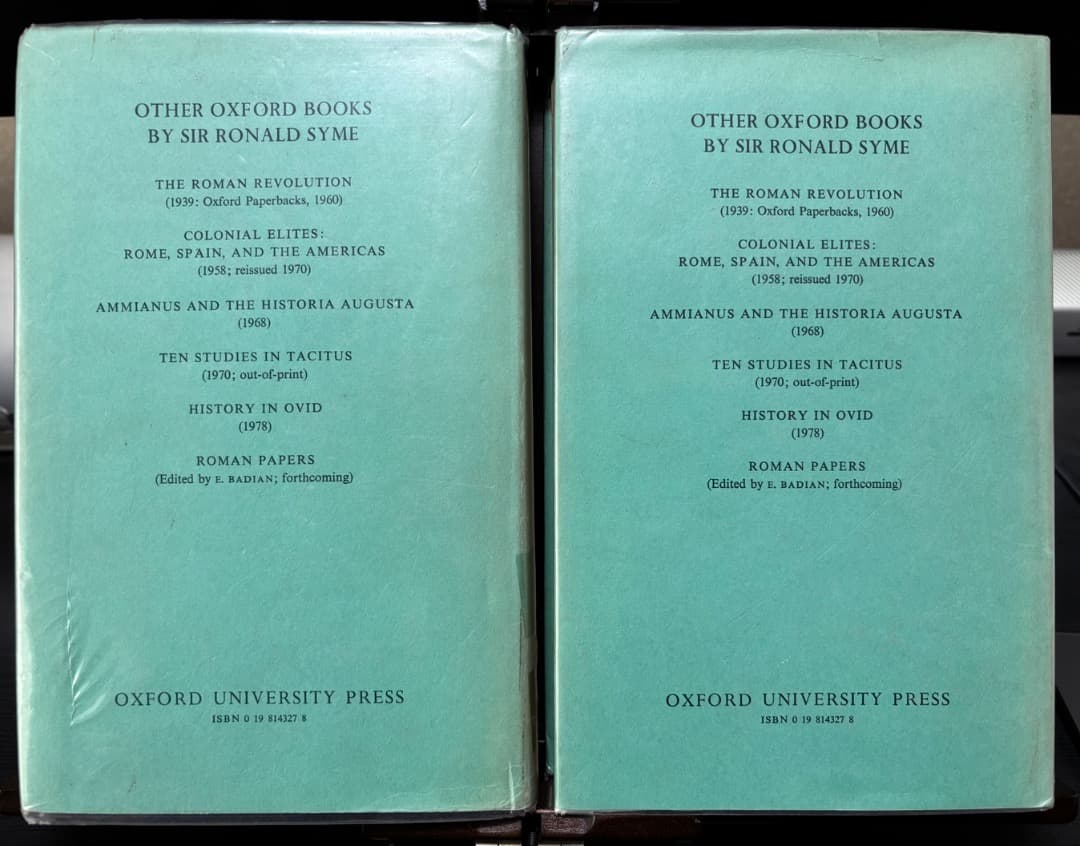 OTHER OXFORD BOOKS
BY SIR RONALD SYME
THE ROMAN REVOLUTION
(1939: Oxford Paperbacks, 1960)
COLONIAL ELITES:
ROME, SPAIN, AND THE AMERICAS
(1958; reissued 1970)
AMMIANUS AND THE HISTORIA AUGUSTA
(1968)
TEN STUDIES IN TACITUS
(1970; out-of-print)
HISTORY IN OVID
(1978)
ROMAN PAPERS
(Edited by E. BADIAN; forthcoming)
OXFORD UNIVERSITY PRESS
ISBN 0 19 814327 8
OTHER OXFORD BOOKS
BY SIR RONALD SYME
THE ROMAN REVOLUTION
(1939: Oxford Paperbacks, 1960)
COLONIAL ELITES:
ROME, SPAIN, AND THE AMERICAS
(1958; reissued 1970)
AMMIANUS AND THE HISTORIA AUGUSTA
(1968)
TEN STUDIES IN TACITUS
(1970; out-of-print)
HISTORY IN OVID
(1978)
ROMAN PAPERS
(Edited by E. BADIAN; forthcoming)
OXFORD UNIVERSITY PRESS
ISBN 0 19 814327 8